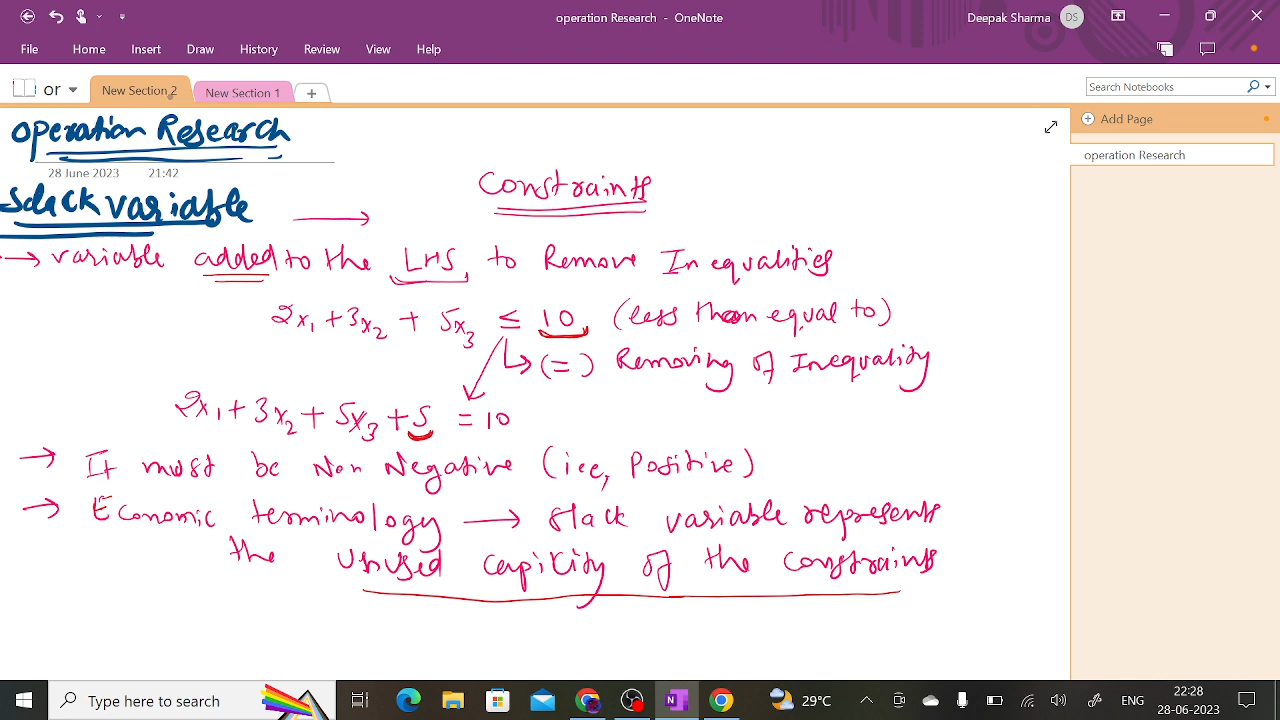 operation Research - OneNote
Deepak Sharma DS
File Home Insert Draw History Review View Help
or New Section 2 New Section 1
Search Notebooks
Add Page
operation Research
operation Research
28 June 2023 21:42
Slack variable → Constraints
→ variable added to the LHS to Remove Inequalities
2x₁ + 3x₂ + 5x₃ ≤ 10 (less than equal to)
↳ (=) Removing of Inequality
2x₁ + 3x₂ + 5x₃ + S = 10
→ It must be Non Negative (iee, Positive)
→ Economic terminology → slack variable represents
the Unused capicity of the constraints
Type here to search
29°C
ENG
22:28
28-06-2023